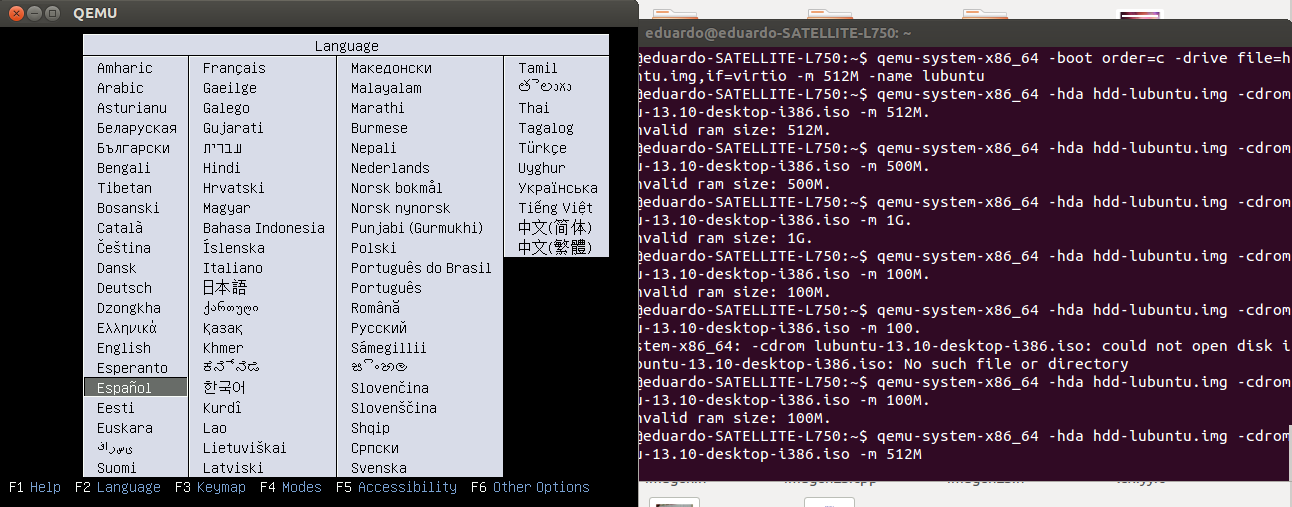 QEMU
Language
Amharic
Arabic
Asturianu
Беларуская
Български
Bengali
Tibetan
Bosanski
Català
Čeština
Dansk
Deutsch
Dzongkha
Ελληνικά
English
Esperanto
Español
Eesti
Euskara
Suomi
Français
Gaeilge
Galego
Gujarati
עברית
Hindi
Hrvatski
Magyar
Bahasa Indonesia
Íslenska
Italiano
日本語
ქართული
Қазақ
Khmer
한국어
Kurdî
Lao
Lietuviškai
Latviski
Македонски
Malayalam
Marathi
Burmese
Nepali
Nederlands
Norsk bokmål
Norsk nynorsk
Punjabi (Gurmukhi)
Polski
Português do Brasil
Português
Română
Русский
Sámegillii
Slovenčina
Slovenščina
Shqip
Српски
Svenska
Tamil
Thai
Tagalog
Türkçe
Uyghur
Українська
Tiếng Việt
中文(简体)
中文(繁體)
F1 Help F2 Language F3 Keymap F4 Modes F5 Accessibility F6 Other Options
eduardo@eduardo-SATELLITE-L750: ~
@eduardo-SATELLITE-L750:~$ qemu-system-x86_64 -boot order=c -drive file=h
ntu.img,if=virtio -m 512M -name lubuntu
@eduardo-SATELLITE-L750:~$ qemu-system-x86_64 -hda hdd-lubuntu.img -cdrom
u-13.10-desktop-i386.iso -m 512M.
nvalid ram size: 512M.
@eduardo-SATELLITE-L750:~$ qemu-system-x86_64 -hda hdd-lubuntu.img -cdrom
u-13.10-desktop-i386.iso -m 500M.
nvalid ram size: 500M.
@eduardo-SATELLITE-L750:~$ qemu-system-x86_64 -hda hdd-lubuntu.img -cdrom
u-13.10-desktop-i386.iso -m 1G.
nvalid ram size: 1G.
@eduardo-SATELLITE-L750:~$ qemu-system-x86_64 -hda hdd-lubuntu.img -cdrom
u-13.10-desktop-i386.iso -m 100M.
nvalid ram size: 100M.
@eduardo-SATELLITE-L750:~$ qemu-system-x86_64 -hda hdd-lubuntu.img -cdrom
u-13.10-desktop-i386.iso -m 100.
stem-x86_64: -cdrom lubuntu-13.10-desktop-i386.iso: could not open disk i
buntu-13.10-desktop-i386.iso: No such file or directory
@eduardo-SATELLITE-L750:~$ qemu-system-x86_64 -hda hdd-lubuntu.img -cdrom
u-13.10-desktop-i386.iso -m 100M.
nvalid ram size: 100M.
@eduardo-SATELLITE-L750:~$ qemu-system-x86_64 -hda hdd-lubuntu.img -cdrom
u-13.10-desktop-i386.iso -m 512M